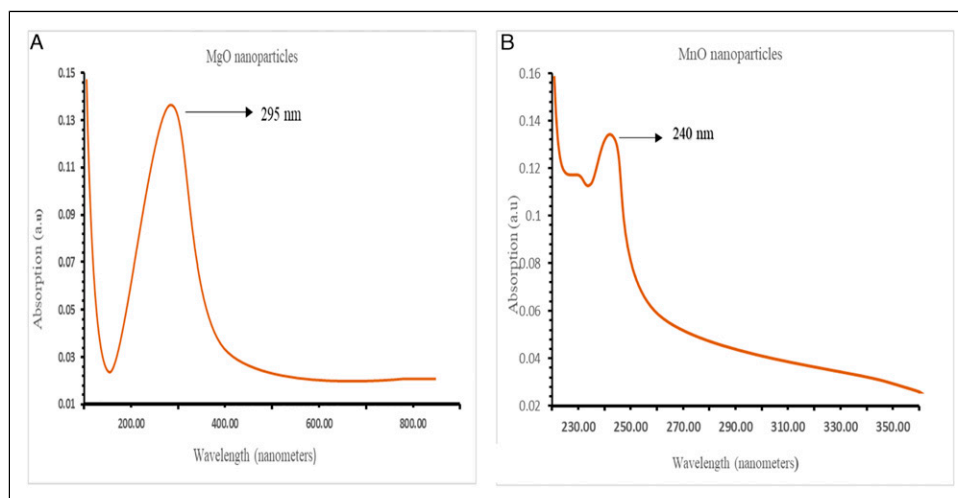 A
MgO nanoparticles
0.15
0.13
0.11
0.09
0.07
0.05
0.03
0.01
295 nm
Absorption (a.u)
200.00 400.00 600.00 800.00
Wavelength (nanometers)
B
MnO nanoparticles
0.16
0.14
0.12
0.1
0.08
0.06
0.04
0.02
240 nm
Absorption (a.u)
230.00 250.00 270.00 290.00 310.00 330.00 350.00
Wavelength (nanometers)